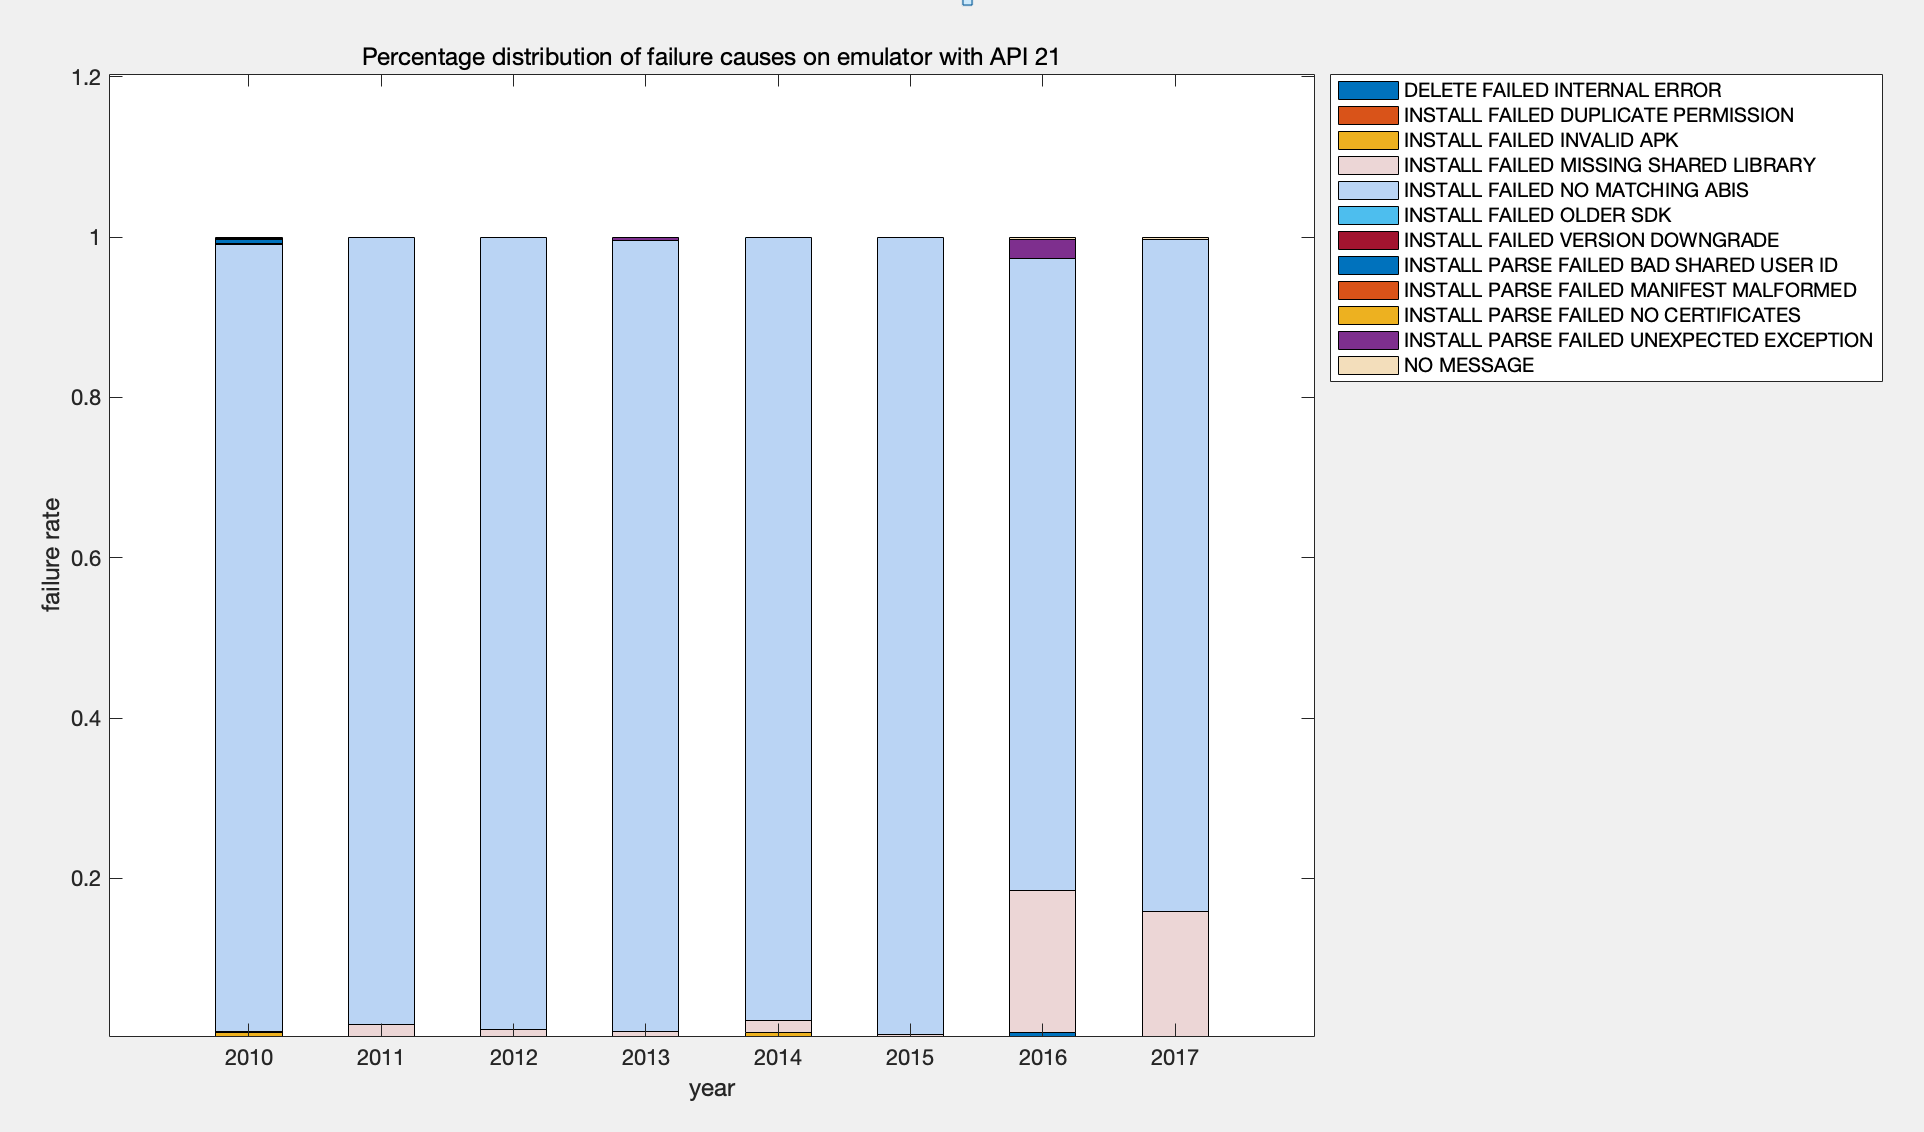 Percentage distribution of failure causes on emulator with API 21
1.2
1
0.8
0.6
0.4
0.2
failure rate
2010 2011 2012 2013 2014 2015 2016 2017
year
DELETE FAILED INTERNAL ERROR
INSTALL FAILED DUPLICATE PERMISSION
INSTALL FAILED INVALID APK
INSTALL FAILED MISSING SHARED LIBRARY
INSTALL FAILED NO MATCHING ABIS
INSTALL FAILED OLDER SDK
INSTALL FAILED VERSION DOWNGRADE
INSTALL PARSE FAILED BAD SHARED USER ID
INSTALL PARSE FAILED MANIFEST MALFORMED
INSTALL PARSE FAILED NO CERTIFICATES
INSTALL PARSE FAILED UNEXPECTED EXCEPTION
NO MESSAGE